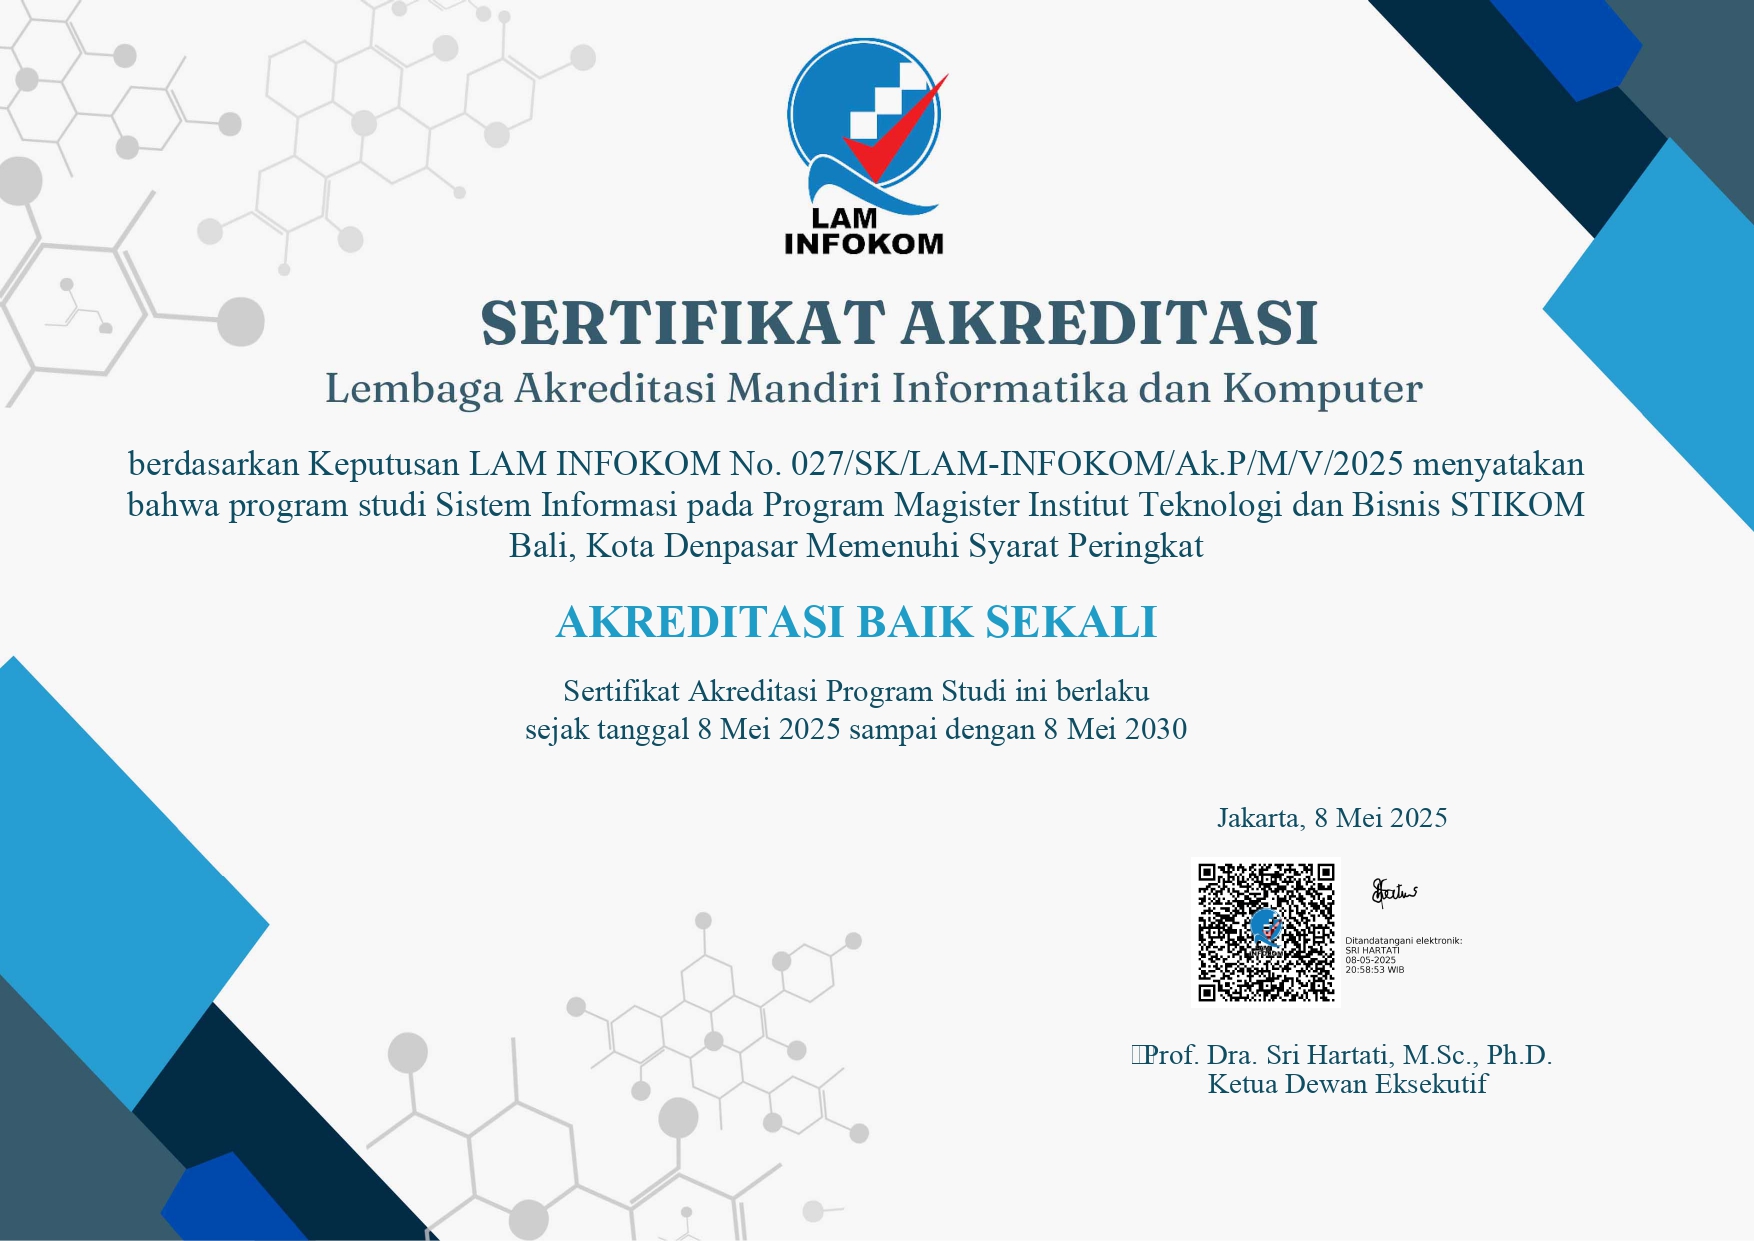 LAM
INFOKOM
SERTIFIKAT AKREDITASI
Lembaga Akreditasi Mandiri Informatika dan Komputer
berdasarkan Keputusan LAM INFOKOM No. 027/SK/LAM-INFOKOM/Ak.P/M/V/2025 menyatakan
bahwa program studi Sistem Informasi pada Program Magister Institut Teknologi dan Bisnis STIKOM
Bali, Kota Denpasar Memenuhi Syarat Peringkat
AKREDITASI BAIK SEKALI
Sertifikat Akreditasi Program Studi ini berlaku
sejak tanggal 8 Mei 2025 sampai dengan 8 Mei 2030
Jakarta, 8 Mei 2025
Ditandatangani elektronik:
SRI HARTATI
08-05-2025
20:58:53 WIB
Prof. Dra. Sri Hartati, M.Sc., Ph.D.
Ketua Dewan Eksekutif